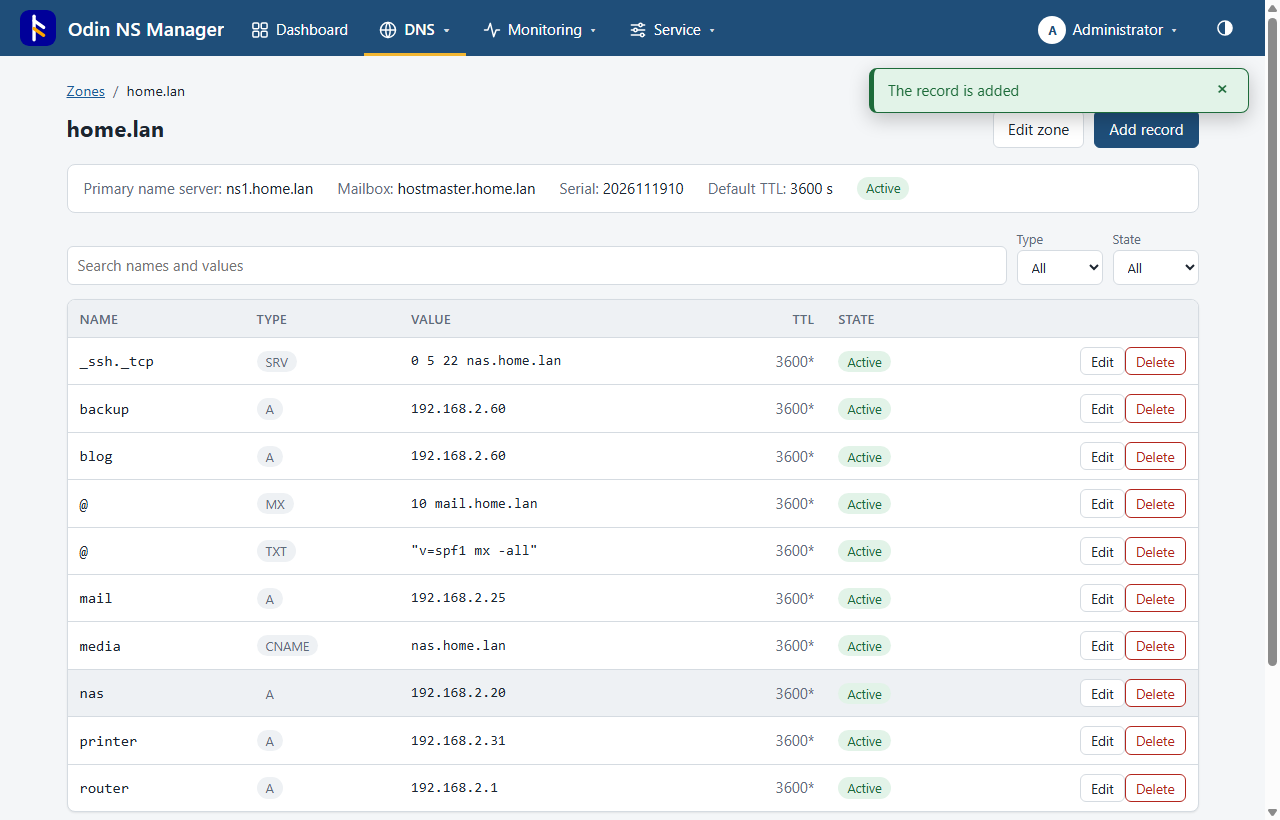 Odin NS Manager Dashboard DNS Monitoring Service A Administrator
Zones / home.lan
The record is added ×
home.lan
Edit zone Add record
Primary name server: ns1.home.lan Mailbox: hostmaster.home.lan Serial: 2026111910 Default TTL: 3600 s Active
Type State
Search names and values All All
NAME TYPE VALUE TTL STATE
_ssh._tcp SRV 0 5 22 nas.home.lan 3600* Active Edit Delete
backup A 192.168.2.60 3600* Active Edit Delete
blog A 192.168.2.60 3600* Active Edit Delete
@ MX 10 mail.home.lan 3600* Active Edit Delete
@ TXT "v=spf1 mx -all" 3600* Active Edit Delete
mail A 192.168.2.25 3600* Active Edit Delete
media CNAME nas.home.lan 3600* Active Edit Delete
nas A 192.168.2.20 3600* Active Edit Delete
printer A 192.168.2.31 3600* Active Edit Delete
router A 192.168.2.1 3600* Active Edit Delete